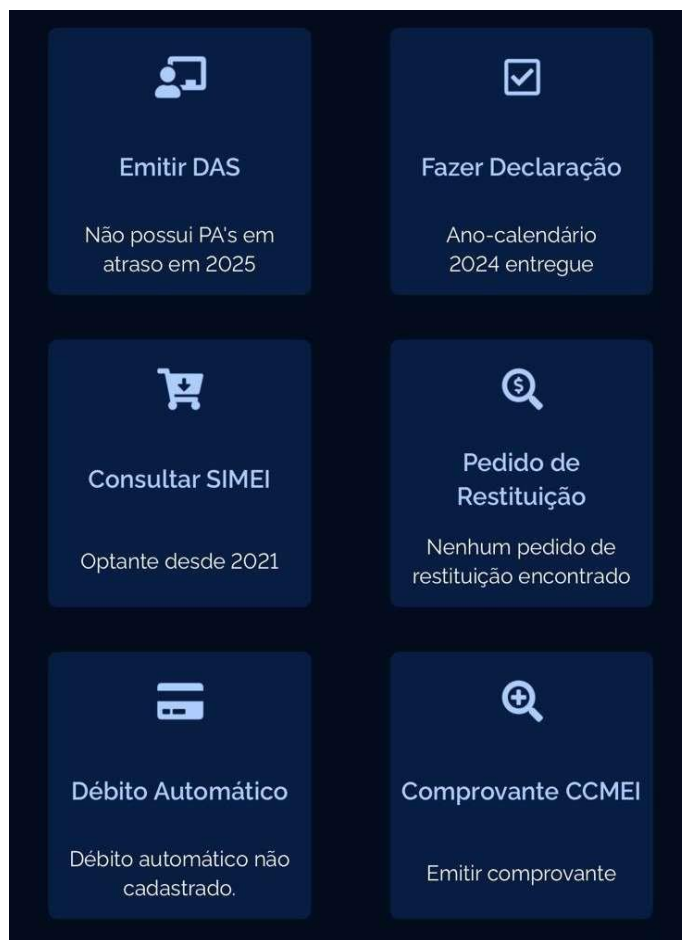 Emitir DAS
Não possui PA's em
atraso em 2025
Fazer Declaração
Ano-calendário
2024 entregue
Consultar SIMEI
Optante desde 2021
Pedido de
Restituição
Nenhum pedido de
restituição encontrado
Débito Automático
Débito automático não
cadastrado.
Comprovante CCMEI
Emitir comprovante